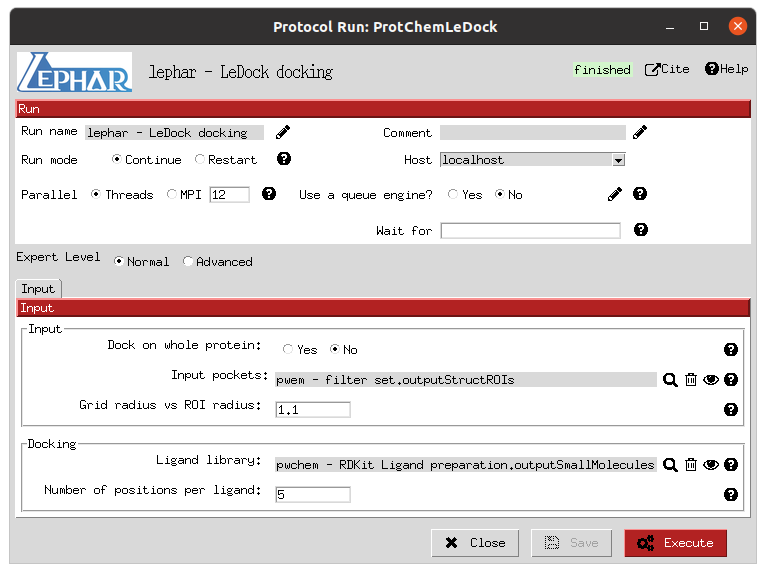 Protocol Run: ProtChemLeDock
LEPHAR lephar - LeDock docking finished Cite Help
Run
Run name lephar - LeDock docking Comment
Run mode Continue Restart Host localhost
Parallel Threads MPI 12 Use a queue engine? Yes No
Wait for
Expert Level Normal Advanced
Input
Input
Input
Dock on whole protein: Yes No
Input pockets: pwem - filter set.outputStructROIs
Grid radius vs ROI radius: 1.1
Docking
Ligand library: pwchem - RDKit Ligand preparation.outputSmallMolecules
Number of positions per ligand: 5
Close Save Execute